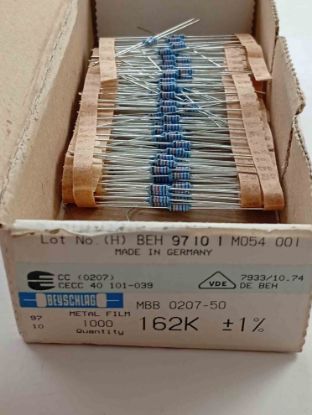 Lot No. (H) BEH 97 10 1 M054 001
MADE IN GERMANY
CC (0207)
CECC 40 101-039
VDE
7933/10.74
DE BEH
BEYSCHLAG
MBB 0207-50
METAL FILM
97
10
1000
Quantity
162K ±1%